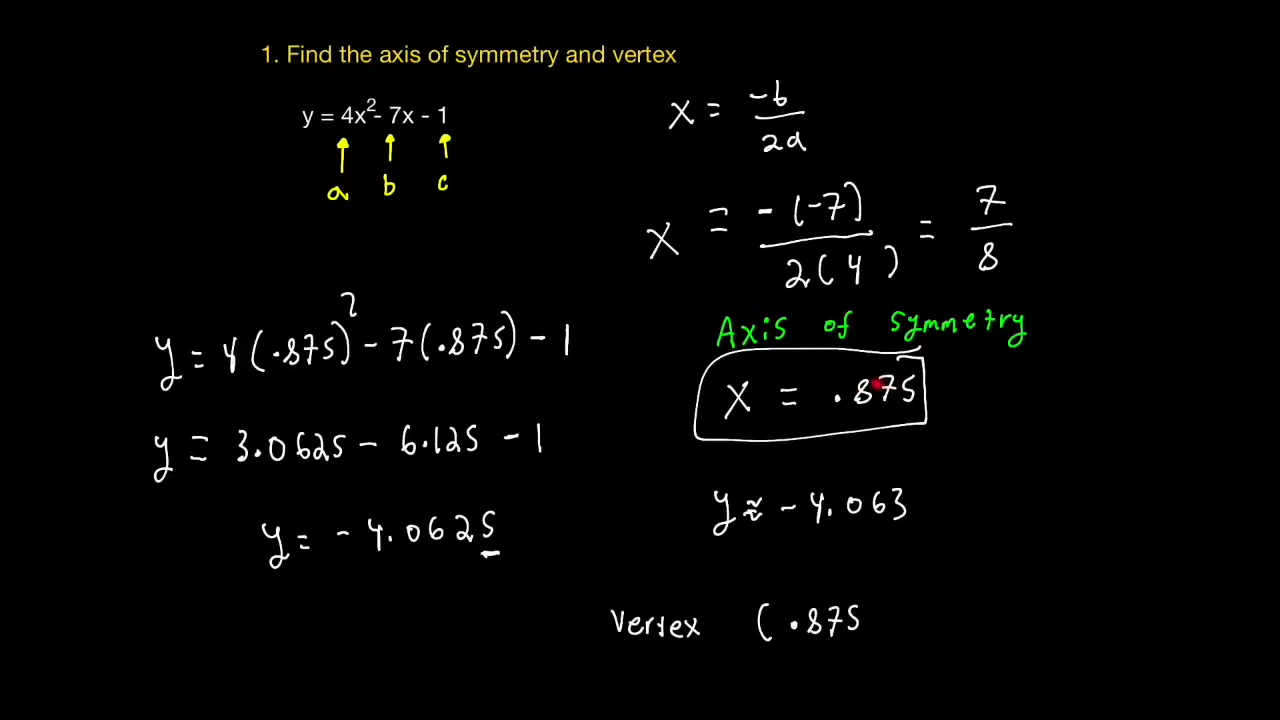 1. Find the axis of symmetry and vertex
y = 4x² - 7x - 1
a b c
x = -b / 2a
x = -(-7) / 2(4) = 7 / 8
Axis of symmetry
x = .875
y = 4(.875)² - 7(.875) - 1
y = 3.0625 - 6.125 - 1
y = -4.0625
y ≈ -4.063
Vertex (.875